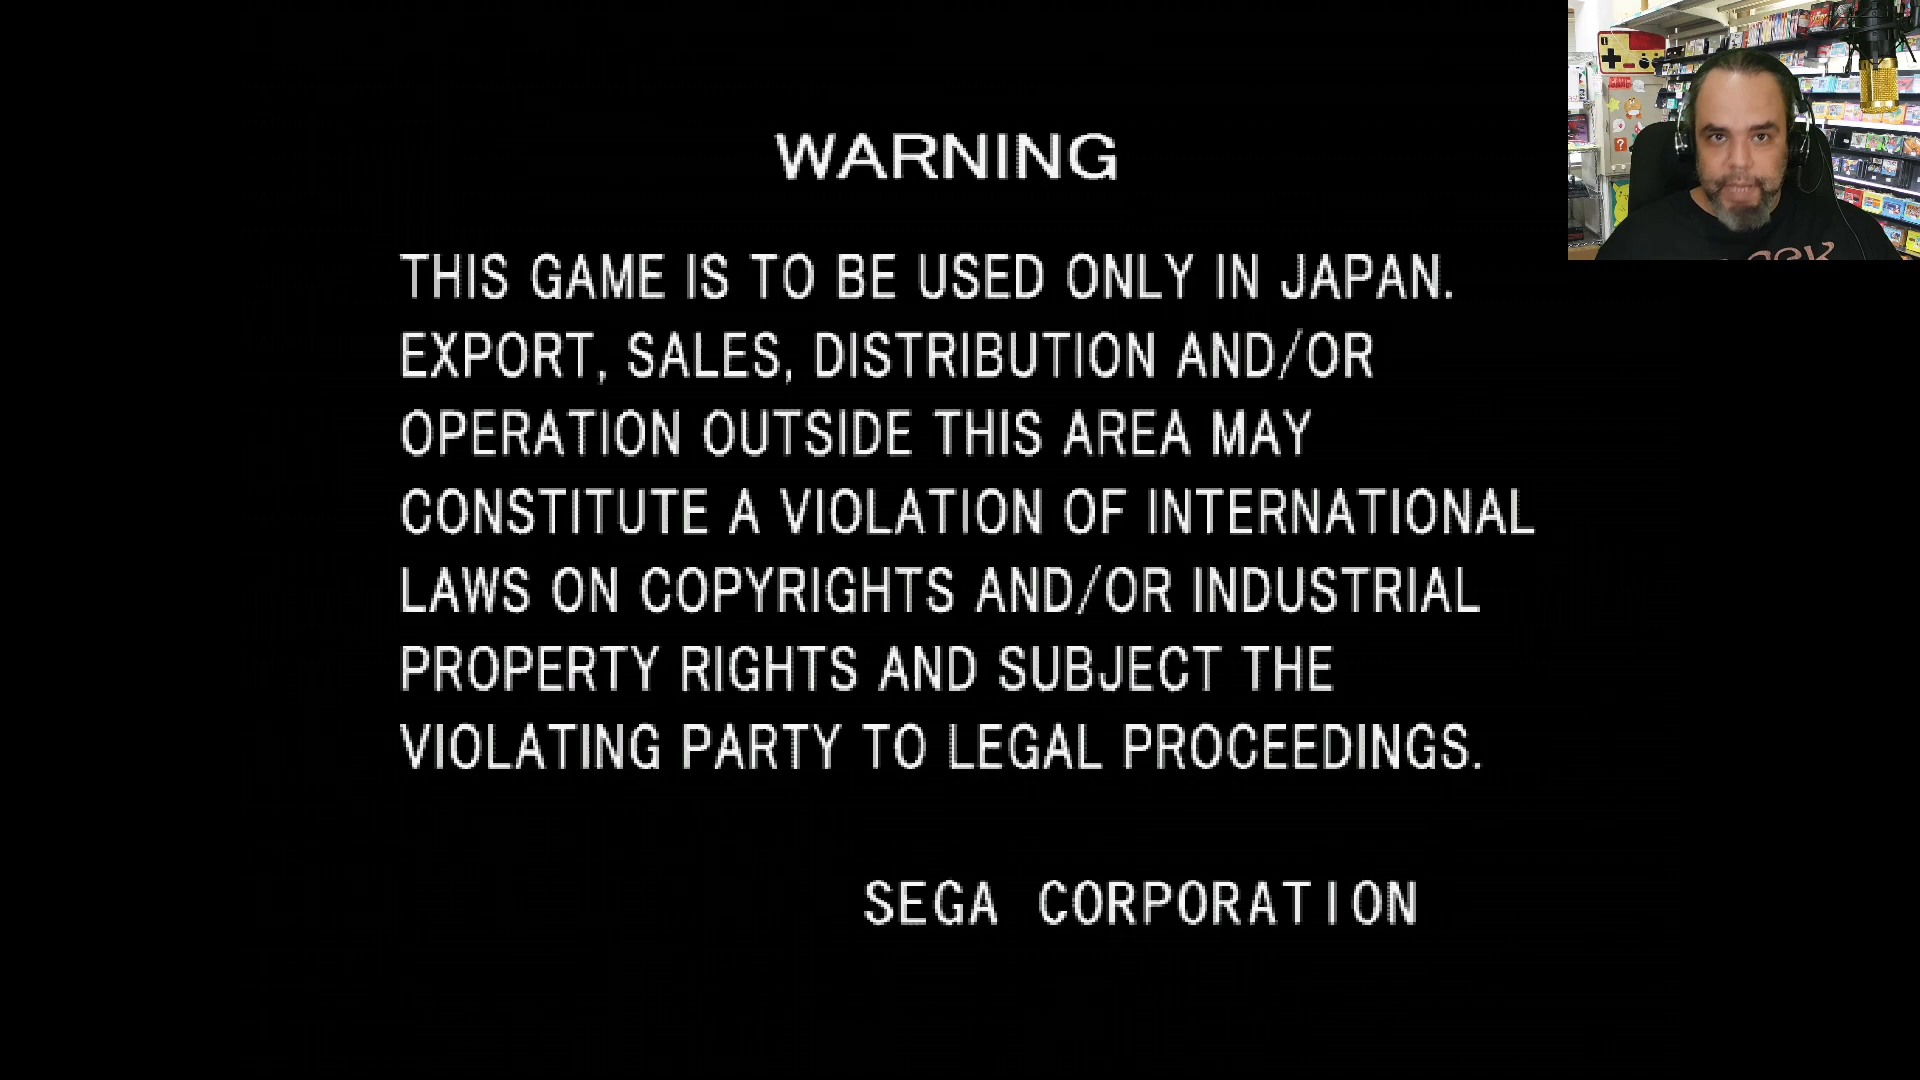 WARNING
THIS GAME IS TO BE USED ONLY IN JAPAN.
EXPORT, SALES, DISTRIBUTION AND/OR
OPERATION OUTSIDE THIS AREA MAY
CONSTITUTE A VIOLATION OF INTERNATIONAL
LAWS ON COPYRIGHTS AND/OR INDUSTRIAL
PROPERTY RIGHTS AND SUBJECT THE
VIOLATING PARTY TO LEGAL PROCEEDINGS.
SEGA CORPORATION